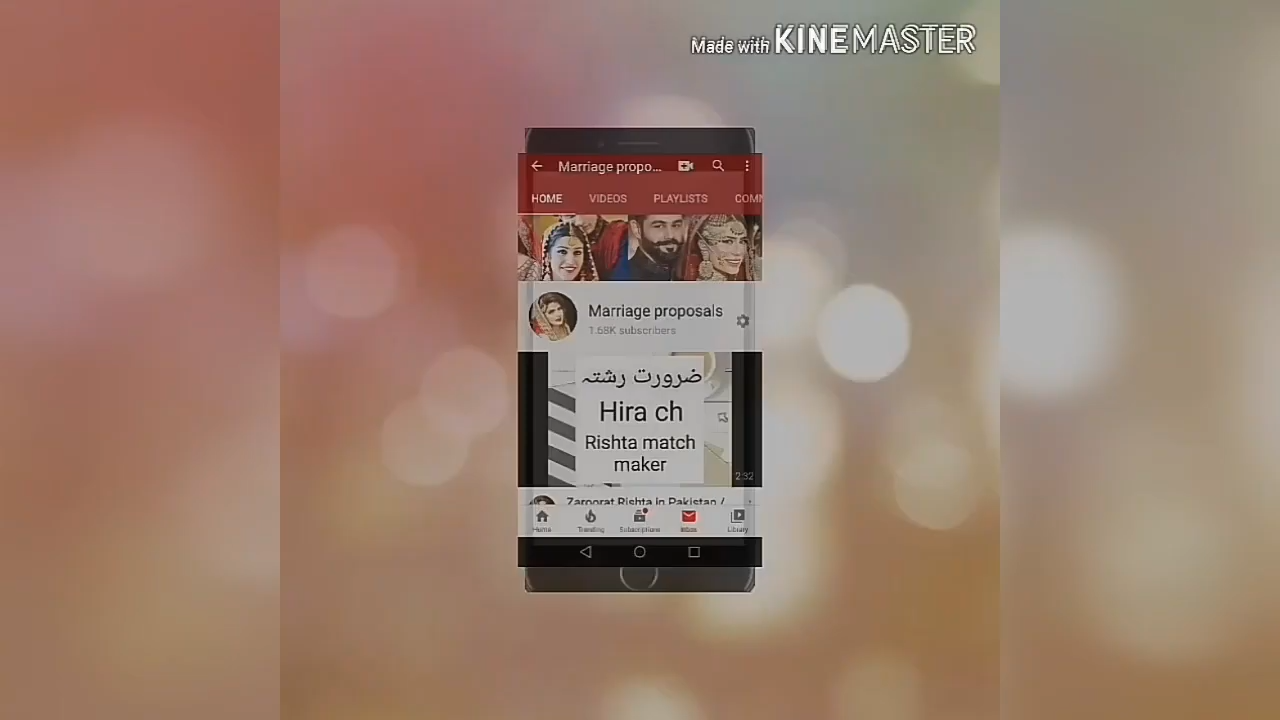 Made with KINEMASTER
Marriage propo...
HOME VIDEOS PLAYLISTS COMM
Marriage proposals
1.68K subscribers
ضرورت رشتہ
Hira ch
Rishta match
maker
2:32
Zaroorat Rishta in Pakistan /
Home Trending Subscriptions Inbox Library